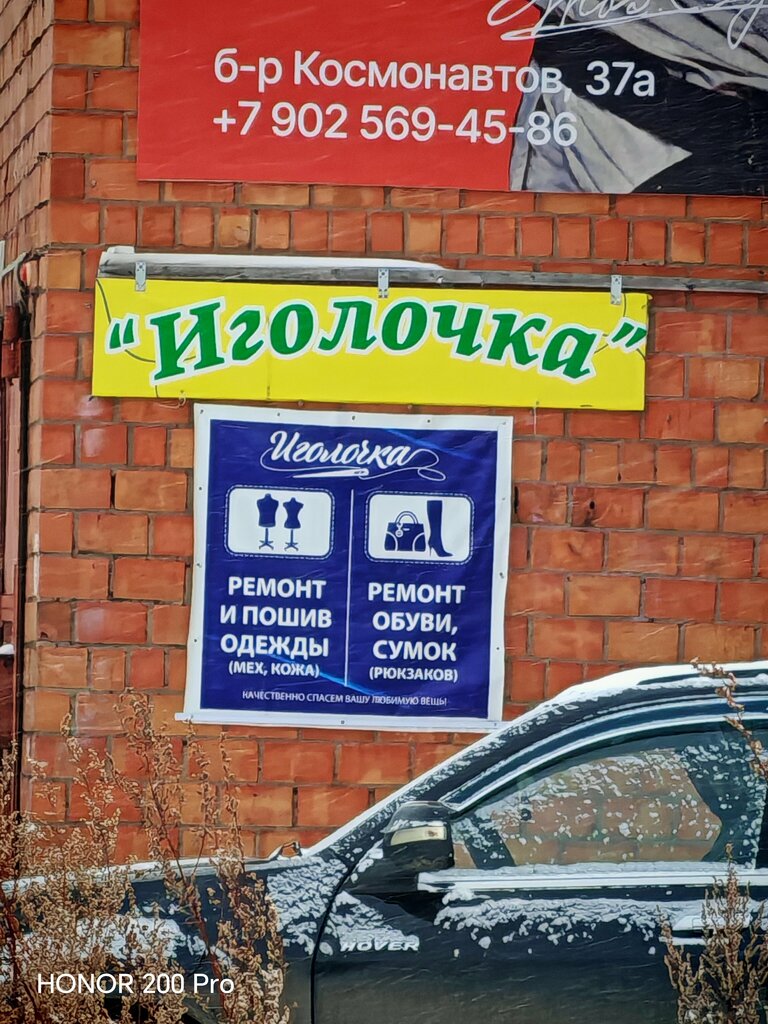 б-р Космонавтов, 37а
+7 902 569-45-86
"Иголочка"
Иголочка
РЕМОНТ
И ПОШИВ
ОДЕЖДЫ
(МЕХ, КОЖА)
РЕМОНТ
ОБУВИ,
СУМОК
(РЮКЗАКОВ)
КАЧЕСТВЕННО СПАСЕМ ВАШУ ЛЮБИМУЮ ВЕЩЬ!
HOVER
HONOR 200 Pro